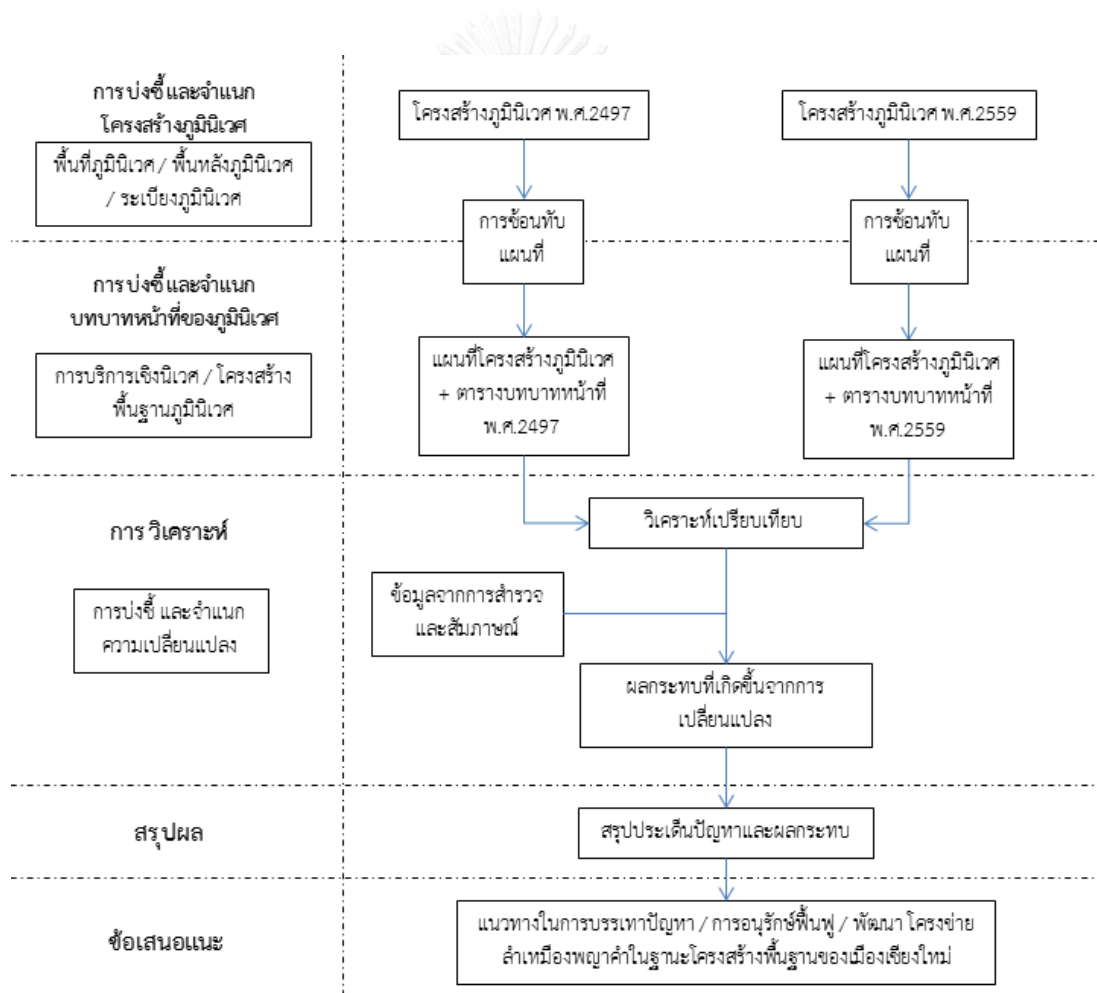 การบ่งชี้และจำแนก
โครงสร้างภูมินิเวศ
พื้นที่ภูมินิเวศ / พื้นหลังภูมินิเวศ
/ ระเบียงภูมินิเวศ
โครงสร้างภูมินิเวศ พ.ศ.2497
โครงสร้างภูมินิเวศ พ.ศ.2559
การซ้อนทับ
แผนที่
การซ้อนทับ
แผนที่
การบ่งชี้และจำแนก
บทบาทหน้าที่ของภูมินิเวศ
การบริการเชิงนิเวศ / โครงสร้าง
พื้นฐานภูมินิเวศ
แผนที่โครงสร้างภูมินิเวศ
+ ตารางบทบาทหน้าที่
พ.ศ.2497
แผนที่โครงสร้างภูมินิเวศ
+ ตารางบทบาทหน้าที่
พ.ศ.2559
การ วิเคราะห์
การบ่งชี้ และจำแนก
ความเปลี่ยนแปลง
วิเคราะห์เปรียบเทียบ
ข้อมูลจากการสำรวจ
และสัมภาษณ์
ผลกระทบที่เกิดขึ้นจากการ
เปลี่ยนแปลง
สรุปผล
สรุปประเด็นปัญหาและผลกระทบ
ข้อเสนอแนะ
แนวทางในการบรรเทาปัญหา / การอนุรักษ์ฟื้นฟู / พัฒนา โครงข่าย
ลำเหมืองพญาคำในฐานะโครงสร้างพื้นฐานของเมืองเชียงใหม่